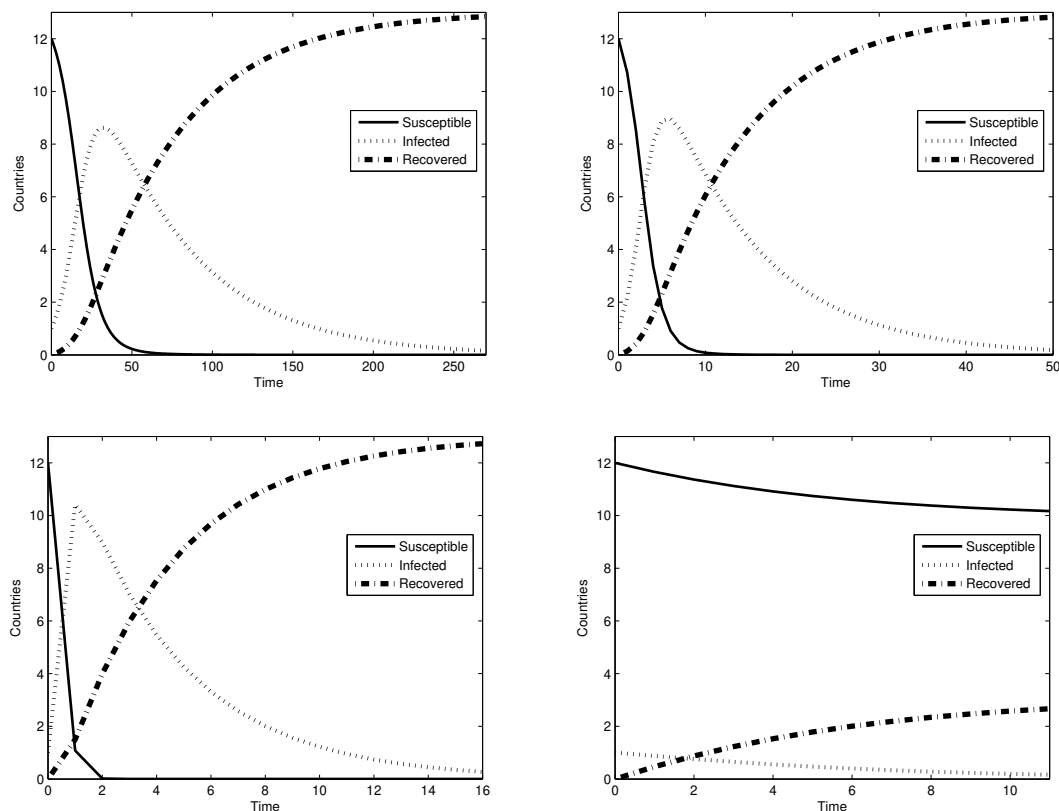 12
10
8
6
4
2
0
Countries
Susceptible
Infected
Recovered
0 50 100 150 200 250
Time
12
10
8
6
4
2
0
Countries
Susceptible
Infected
Recovered
0 10 20 30 40 50
Time
12
10
8
6
4
2
0
Countries
Susceptible
Infected
Recovered
0 2 4 6 8 10 12 14 16
Time
12
10
8
6
4
2
0
Countries
Susceptible
Infected
Recovered
0 2 4 6 8 10
Time